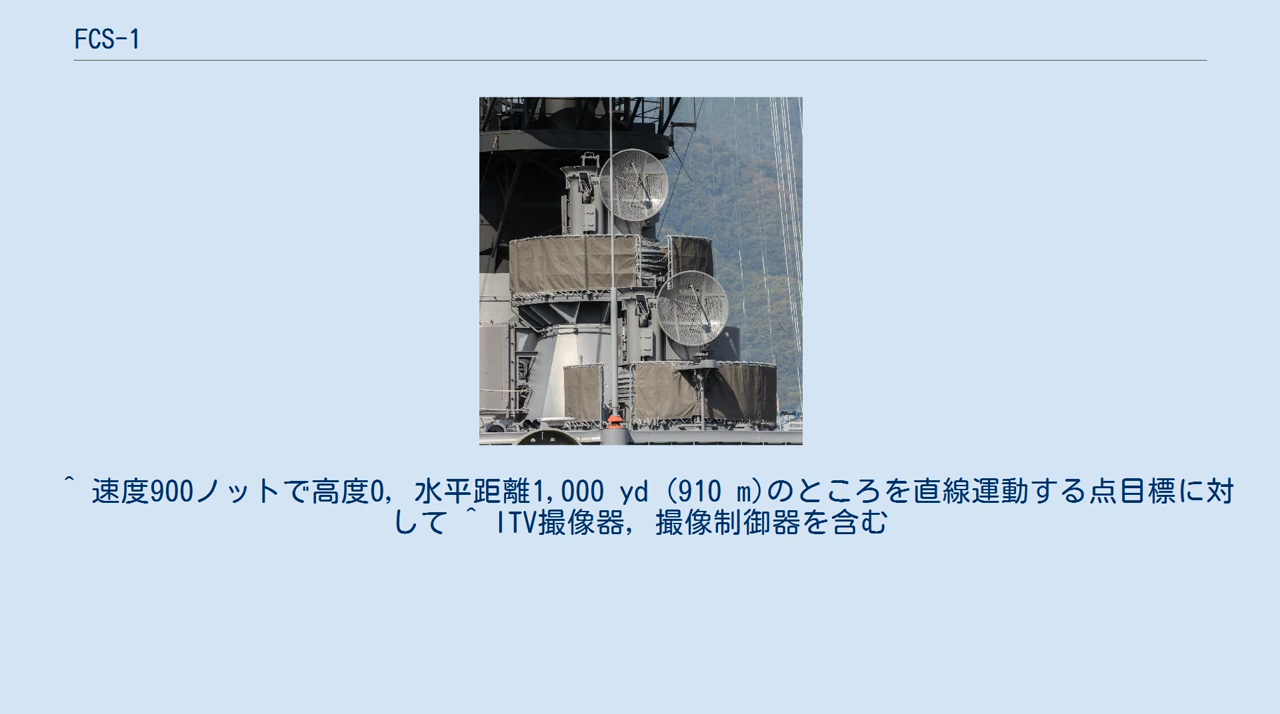 FCS-1
^ 速度900ノットで高度0, 水平距離1,000 yd (910 m)のところを直線運動する点目標に対
して ^ ITV撮像器, 撮像制御器を含む